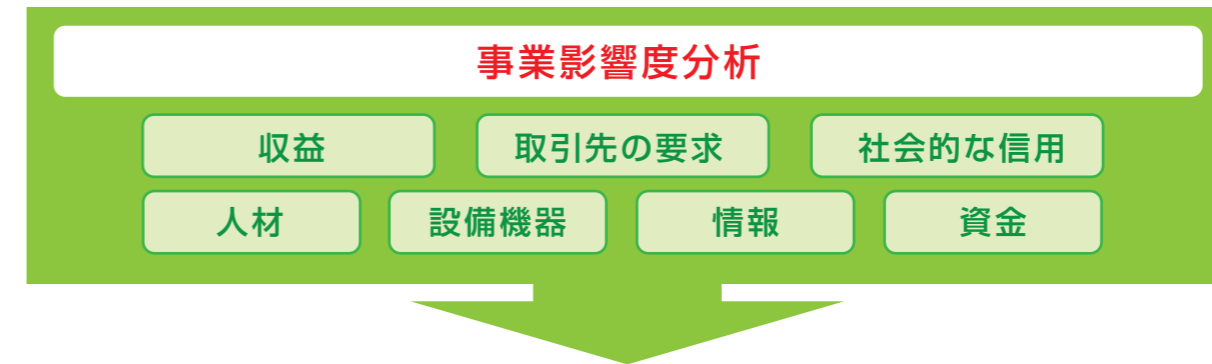 事業影響度分析
収益 取引先の要求 社会的な信用
人材 設備機器 情報 資金